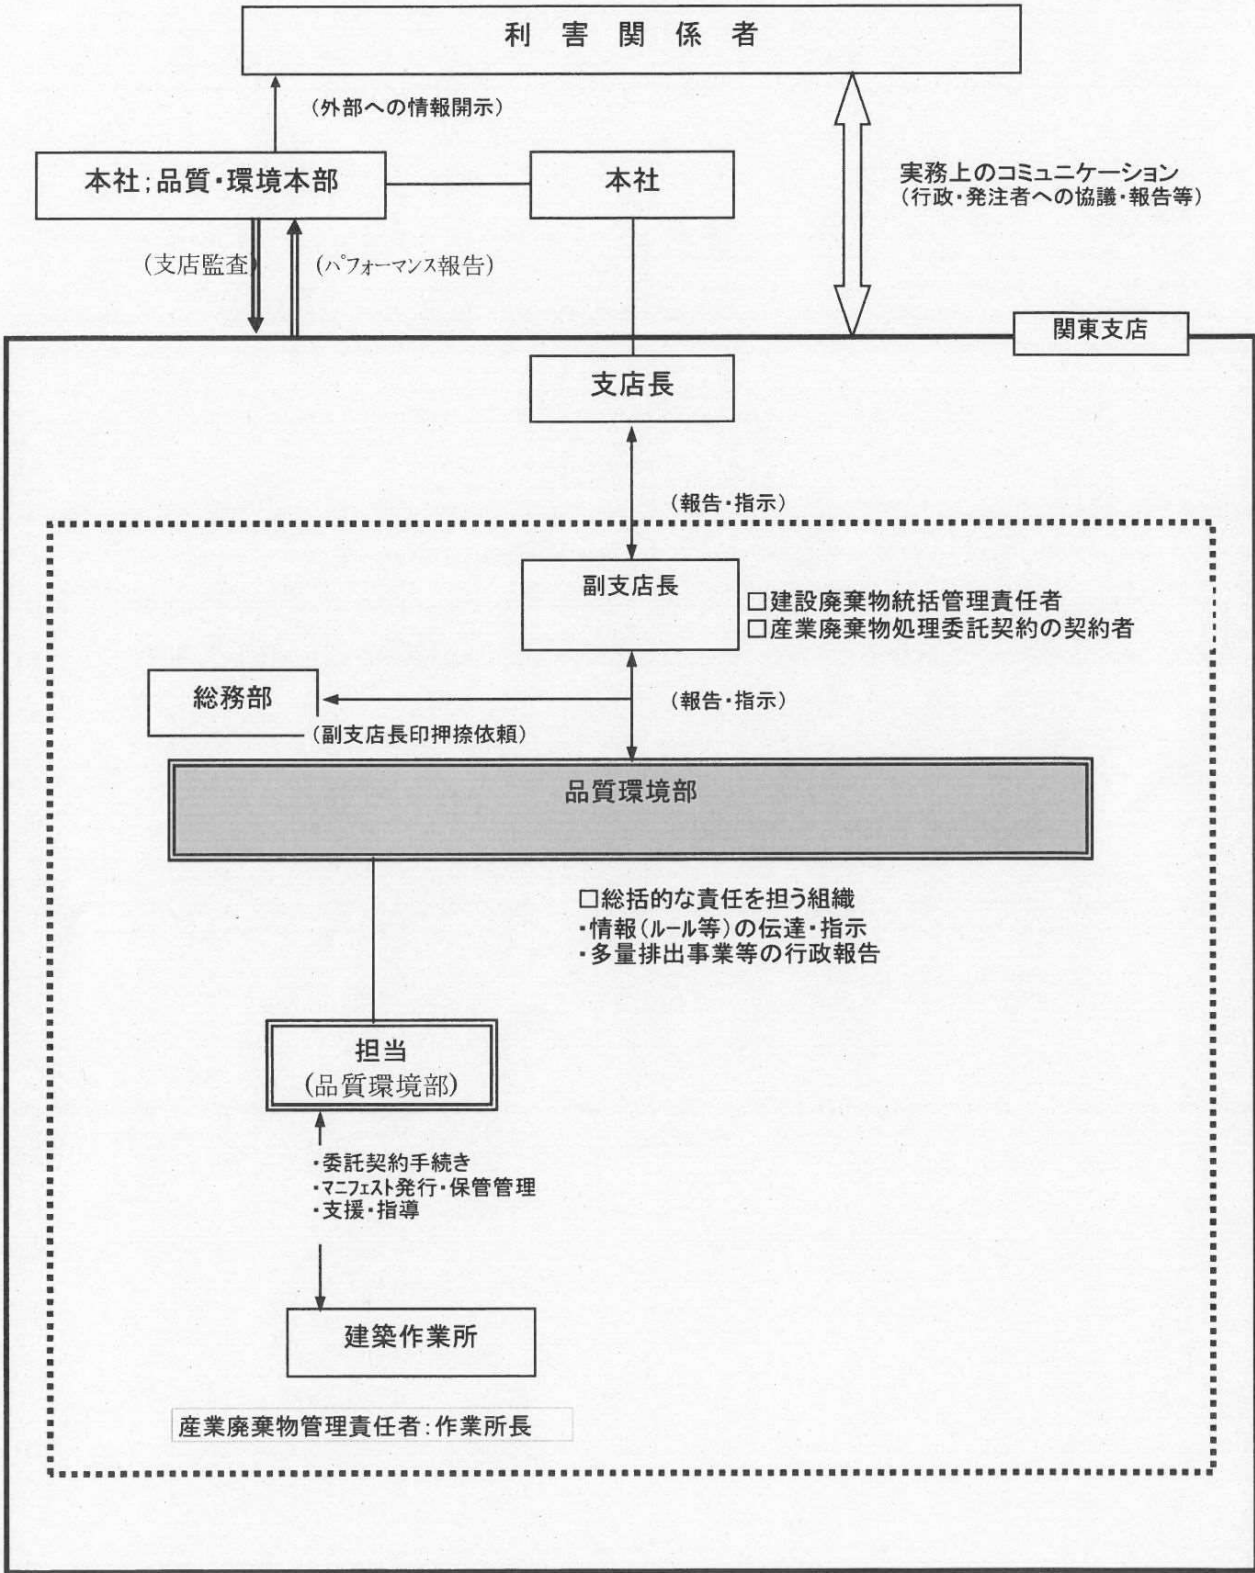 利 害 関 係 者
(外部への情報開示)
本社;品質・環境本部
本社
実務上のコミュニケーション
(行政・発注者への協議・報告等)
(支店監査)
(ﾊﾟﾌｫｰﾏﾝｽ報告)
関東支店
支店長
(報告・指示)
副支店長
□建設廃棄物統括管理責任者
□産業廃棄物処理委託契約の契約者
総務部
(報告・指示)
(副支店長印押捺依頼)
品質環境部
□総括的な責任を担う組織
・情報(ﾙｰﾙ等)の伝達・指示
・多量排出事業等の行政報告
担当
(品質環境部)
・委託契約手続き
・ﾏﾆﾌｪｽﾄ発行・保管管理
・支援・指導
建築作業所
産業廃棄物管理責任者:作業所長